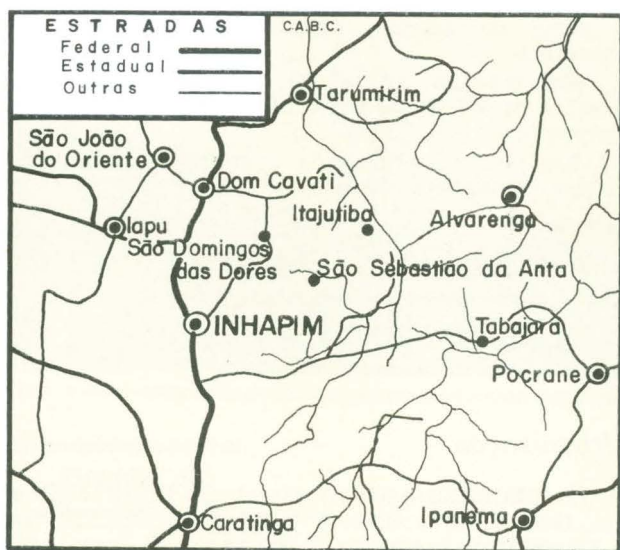 ESTRADAS
Federal
Estadual
Outras
C.A.B.C.
Tarumirim
São João
do Oriente
Dom Cavati
Itajutiba
Alvarenga
Iapu
São Domingos
das Dores
São Sebastião da Anta
INHAPIM
Tabajara
Pocrane
Caratinga
Ipanema